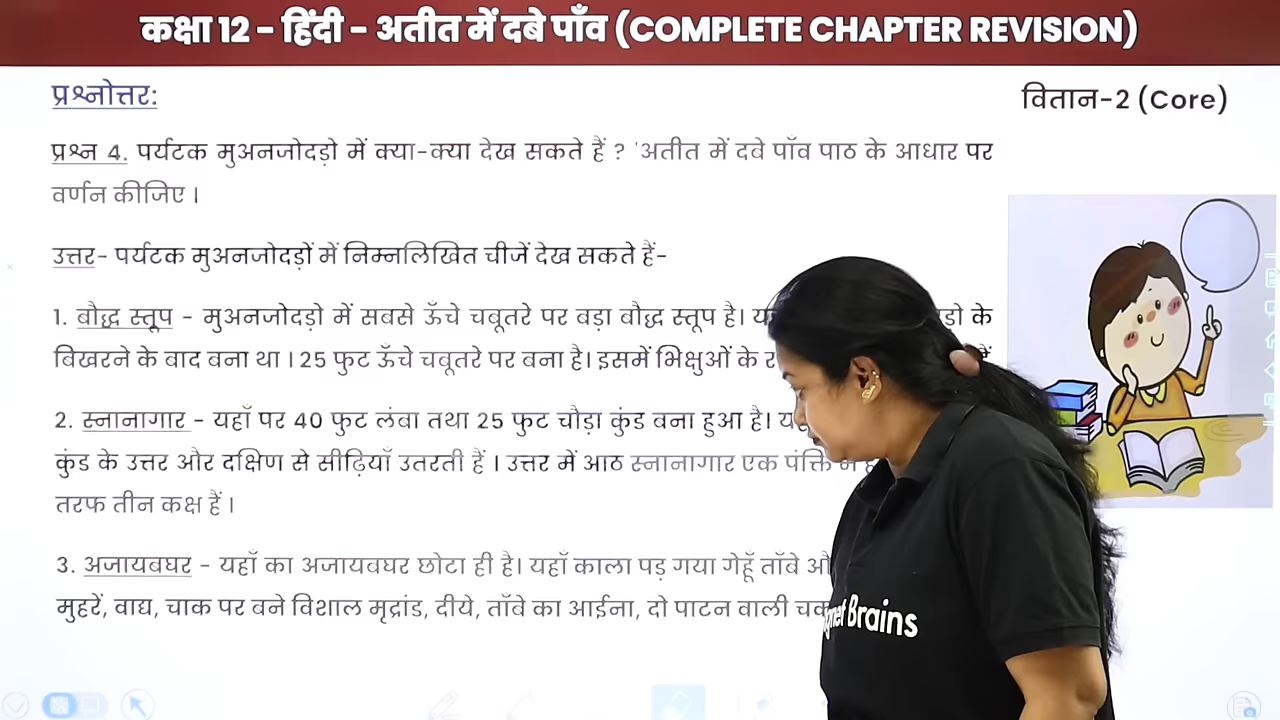 कक्षा 12 - हिंदी - अतीत में दबे पाँव (COMPLETE CHAPTER REVISION)
प्रश्नोत्तर:
वितान-2 (Core)
प्रश्न 4. पर्यटक मुअनजोदड़ो में क्या-क्या देख सकते हैं ? 'अतीत में दबे पाँव पाठ के आधार पर
वर्णन कीजिए ।
उत्तर- पर्यटक मुअनजोदड़ों में निम्नलिखित चीजें देख सकते हैं-
1. बौद्ध स्तूप - मुअनजोदड़ो में सबसे ऊँचे चबूतरे पर बड़ा बौद्ध स्तूप है। के
बिखरने के बाद बना था । 25 फुट ऊँचे चबूतरे पर बना है। इसमें भिक्षुओं के
2. स्नानागार - यहाँ पर 40 फुट लंबा तथा 25 फुट चौड़ा कुंड बना हुआ है।
कुंड के उत्तर और दक्षिण से सीढ़ियाँ उतरती हैं । उत्तर में आठ स्नानागार एक पंक्ति
तरफ तीन कक्ष हैं ।
3. अजायबघर - यहाँ का अजायबघर छोटा ही है। यहाँ काला पड़ गया गेहूँ ताँबे
मुहरें, वाद्य, चाक पर बने विशाल मृद्रांड, दीये, ताँबे का आईना, दो पाटन वाली
Brains